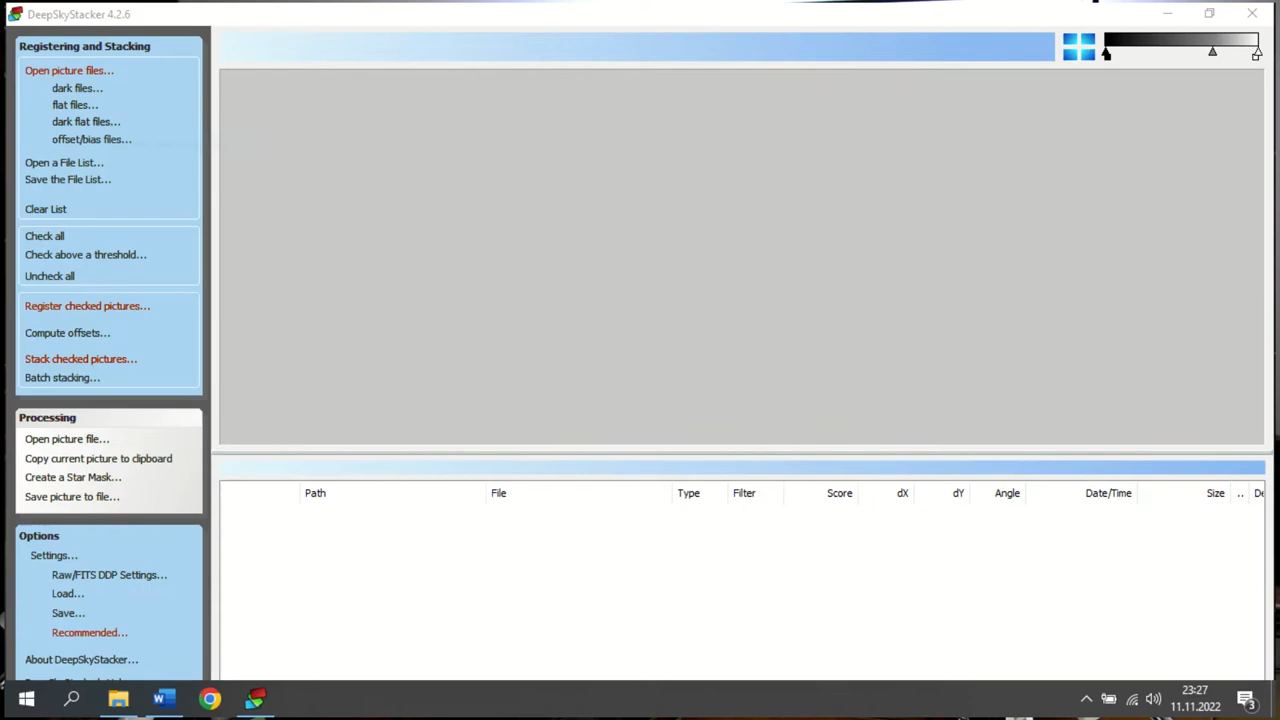 DeepSkyStacker 4.2.6
Registering and Stacking
Open picture files...
dark files...
flat files...
dark flat files...
offset/bias files...
Open a File List...
Save the File List...
Clear List
Check all
Check above a threshold...
Uncheck all
Register checked pictures...
Compute offsets...
Stack checked pictures...
Batch stacking...
Processing
Open picture file...
Copy current picture to clipboard
Create a Star Mask...
Save picture to file...
Options
Settings...
Raw/FITS DDP Settings...
Load...
Save...
Recommended...
About DeepSkyStacker...
Path File Type Filter Score dX dY Angle Date/Time Size .. De
23:27
11.11.2022
3